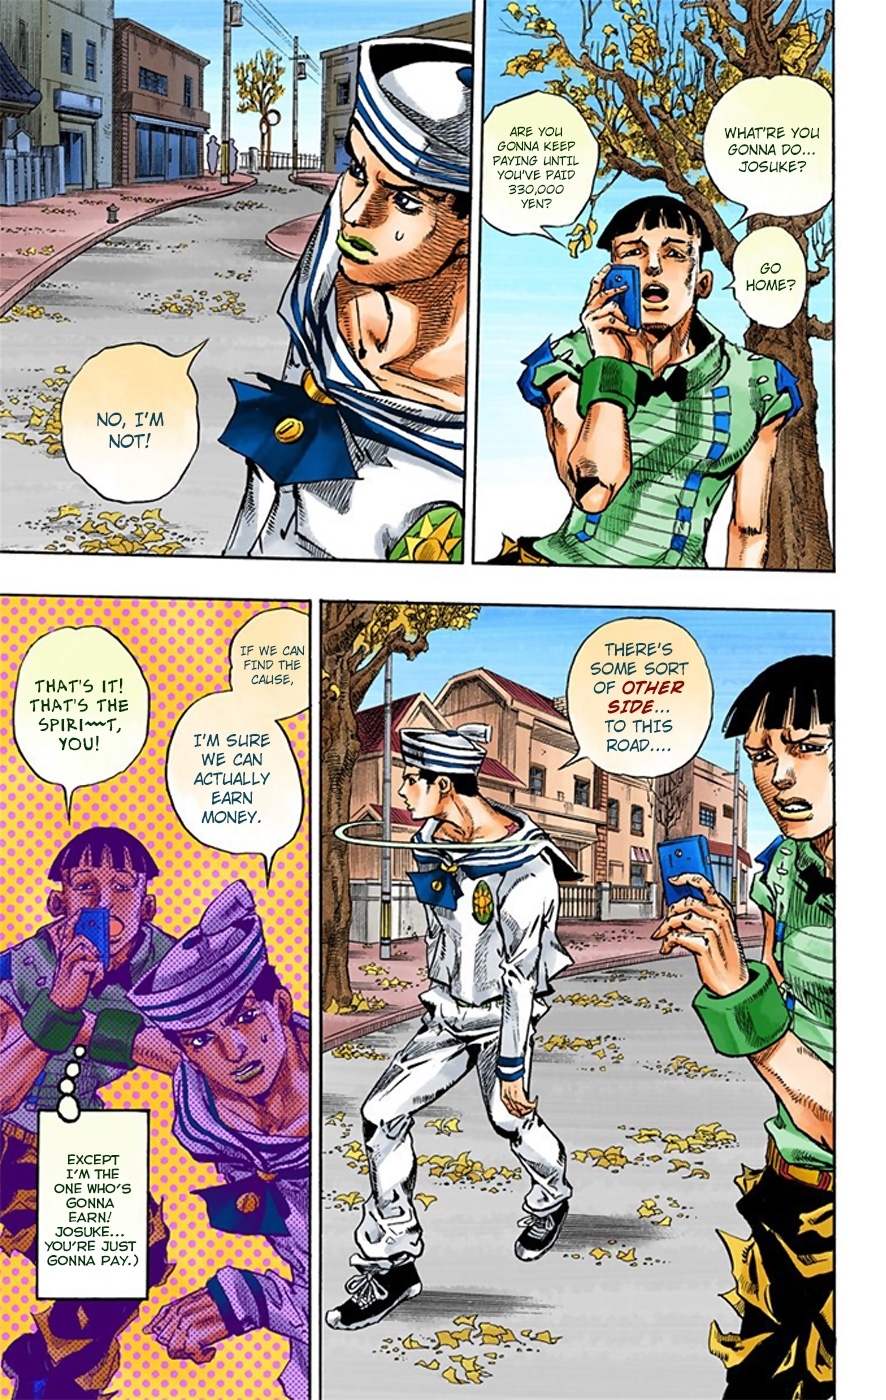 WHAT'RE YOU
GONNA DO...
JOSUKE?
GO
HOME?
ARE YOU
GONNA KEEP
PAYING UNTIL
YOU'VE PAID
330,000
YEN?
NO, I'M
NOT!
THERE'S
SOME SORT
OF OTHER
SIDE...
TO THIS
ROAD....
IF WE CAN
FIND THE
CAUSE,
I'M SURE
WE CAN
ACTUALLY
EARN
MONEY.
THAT'S IT!
THAT'S THE
SPIRI~~T,
YOU!
EXCEPT
I'M THE
ONE WHO'S
GONNA
EARN!
JOSUKE...
YOU'RE JUST
GONNA PAY.)